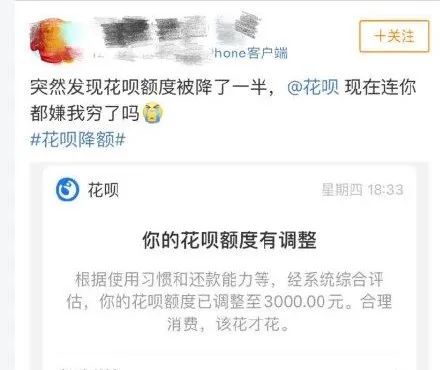 phone客户端
＋关注
突然发现花呗额度被降了一半，@花呗 现在连你
都嫌我穷了吗
#花呗降额#
花呗
星期四 18:33
你的花呗额度有调整
根据使用习惯和还款能力等，经系统综合评
估，你的花呗额度已调整至3000.00元。合理
消费，该花才花。